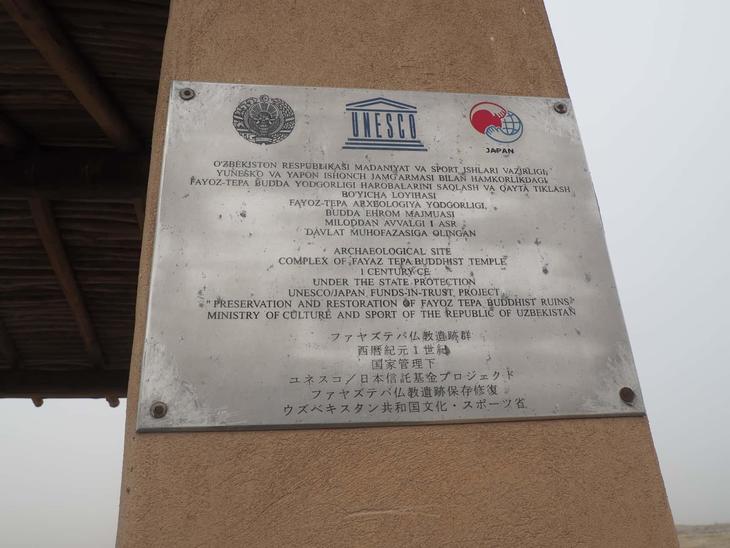 UNESCO
JAPAN
O'ZBEKISTON RESPUBLIKASI MADANIYAT VA SPORT ISHLARI VAZIRLIGI,
YUNESKO VA YAPON ISHONCH JAMG'ARMASI BILAN HAMKORLIKDAGI
FAYOZ-TEPA BUDDA YODGORLIGI HAROBALARINI SAQLASH VA QAYTA TIKLASH
BO'YICHA LOYIHASI
FAYOZ-TEPA ARXEOLOGIYA YODGORLIGI,
BUDDA EHROM MAJMUASI
MILODDAN AVVALGI I ASR
DAVLAT MUHOFAZASIGA OLINGAN
ARCHAEOLOGICAL SITE
COMPLEX OF FAYAZ TEPA BUDDHIST TEMPLE
I CENTURY CE
UNDER THE STATE PROTECTION
UNESCO/JAPAN FUNDS-IN-TRUST PROJECT
"PRESERVATION AND RESTORATION OF FAYOZ TEPA BUDDHIST RUINS"
MINISTRY OF CULTURE AND SPORT OF THE REPUBLIC OF UZBEKISTAN
ファヤズテパ仏教遺跡群
西暦紀元1世紀
国家管理下
ユネスコ／日本信託基金プロジェクト
ファヤズテパ仏教遺跡保存修復
ウズベキスタン共和国文化・スポーツ省